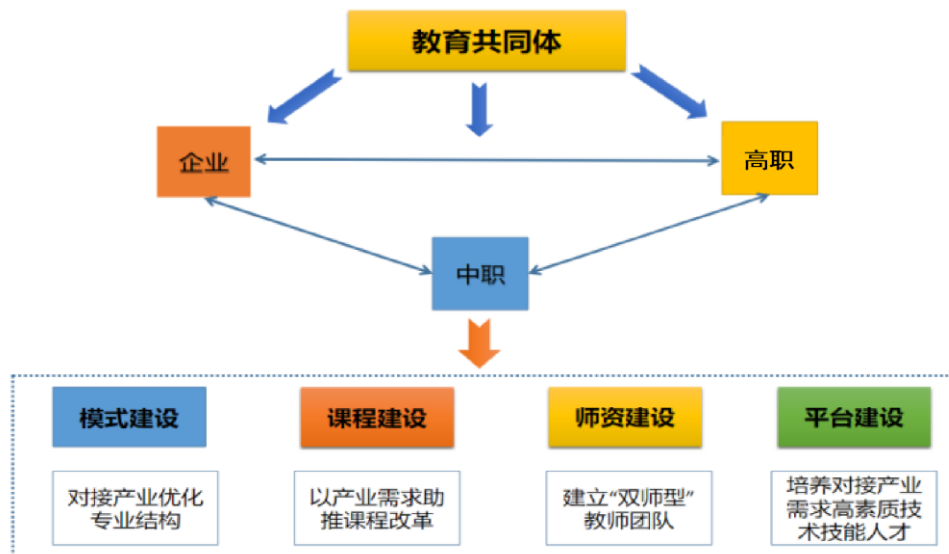 教育共同体
企业
高职
中职
模式建设
课程建设
师资建设
平台建设
对接产业优化
专业结构
以产业需求助
推课程改革
建立“双师型”
教师团队
培养对接产业
需求高素质技
术技能人才